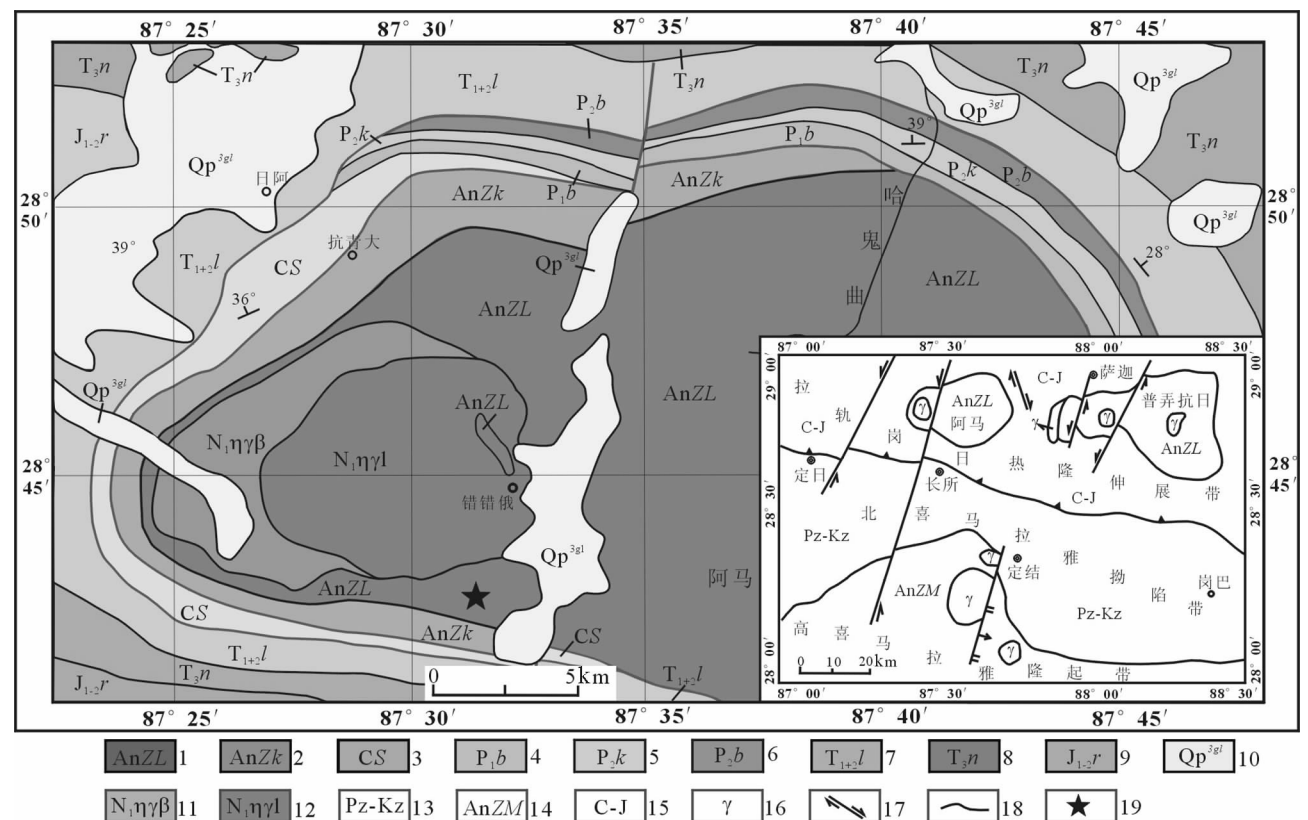 87° 25′ 87° 30′ 87° 35′ 87° 40′ 87° 45′
T₃n T₃n T₁₊₂l T₃n Qp³ᵍˡ T₃n Qp³ᵍˡ
J₁₋₂r Qp³ᵍˡ P₂k P₂b P₁b 39° T₃n
日阿 AnZk P₁b AnZk P₂k P₂b
28° 50′ 哈 Qp³ᵍˡ 28° 50′
39° T₁₊₂l 抗青大 CS Qp³ᵍˡ 鬼 28°
36° AnZL 曲 AnZL
Qp³ᵍˡ AnZL AnZL
N₁ηγβ N₁ηγl
28° 45′ 错错俄 28° 45′
Qp³ᵍˡ
AnZL 阿马
CS AnZk CS
T₁₊₂l T₁₊₂l
T₃n 0 5km
J₁₋₂r
87° 25′ 87° 30′ 87° 35′ 87° 40′ 87° 45′
87° 00′ 87° 30′ 88° 00′ 88° 30′
29° 00′ 拉 C-J 萨迦 29° 00′
轨 γ AnZL 普弄抗日
C-J 岗 阿马 γ γ γ AnZL
定日 日 热 隆 伸 展 带
长所 C-J
28° 30′ 北 喜 马 28° 30′
Pz-Kz 拉 雅 拗 陷 带
γ 定结 岗巴
AnZM γ Pz-Kz
高 喜 马 拉 雅 隆 起 带
28° 00′ 0 10 20km γ 28° 00′
87° 00′ 87° 30′ 88° 00′ 88° 30′
AnZL 1 AnZk 2 CS 3 P₁b 4 P₂k 5 P₂b 6 T₁₊₂l 7 T₃n 8 J₁₋₂r 9 Qp³ᵍˡ 10
N₁ηγβ 11 N₁ηγl 12 Pz-Kz 13 AnZM 14 C-J 15 γ 16 17 18 19